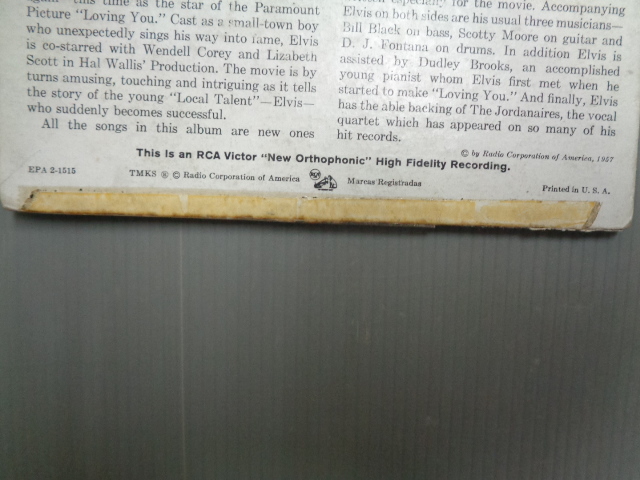 this time as the star of the Paramount
Picture "Loving You." Cast as a small-town boy
who unexpectedly sings his way into fame, Elvis
is co-starred with Wendell Corey and Lizabeth
Scott in Hal Wallis' Production. The movie is by
turns amusing, touching and intriguing as it tells
the story of the young "Local Talent"—Elvis—
who suddenly becomes successful.
All the songs in this album are new ones
for the movie. Accompanying
Elvis on both sides are his usual three musicians—
Bill Black on bass, Scotty Moore on guitar and
D. J. Fontana on drums. In addition Elvis is
assisted by Dudley Brooks, an accomplished
young pianist whom Elvis first met when he
started to make "Loving You." And finally, Elvis
has the able backing of The Jordanaires, the vocal
quartet which has appeared on so many of his
hit records.
© by Radio Corporation of America, 1957
This Is an RCA Victor "New Orthophonic" High Fidelity Recording.
EPA 2-1515
TMKS ® © Radio Corporation of America
Marcas Registradas
Printed in U. S. A.